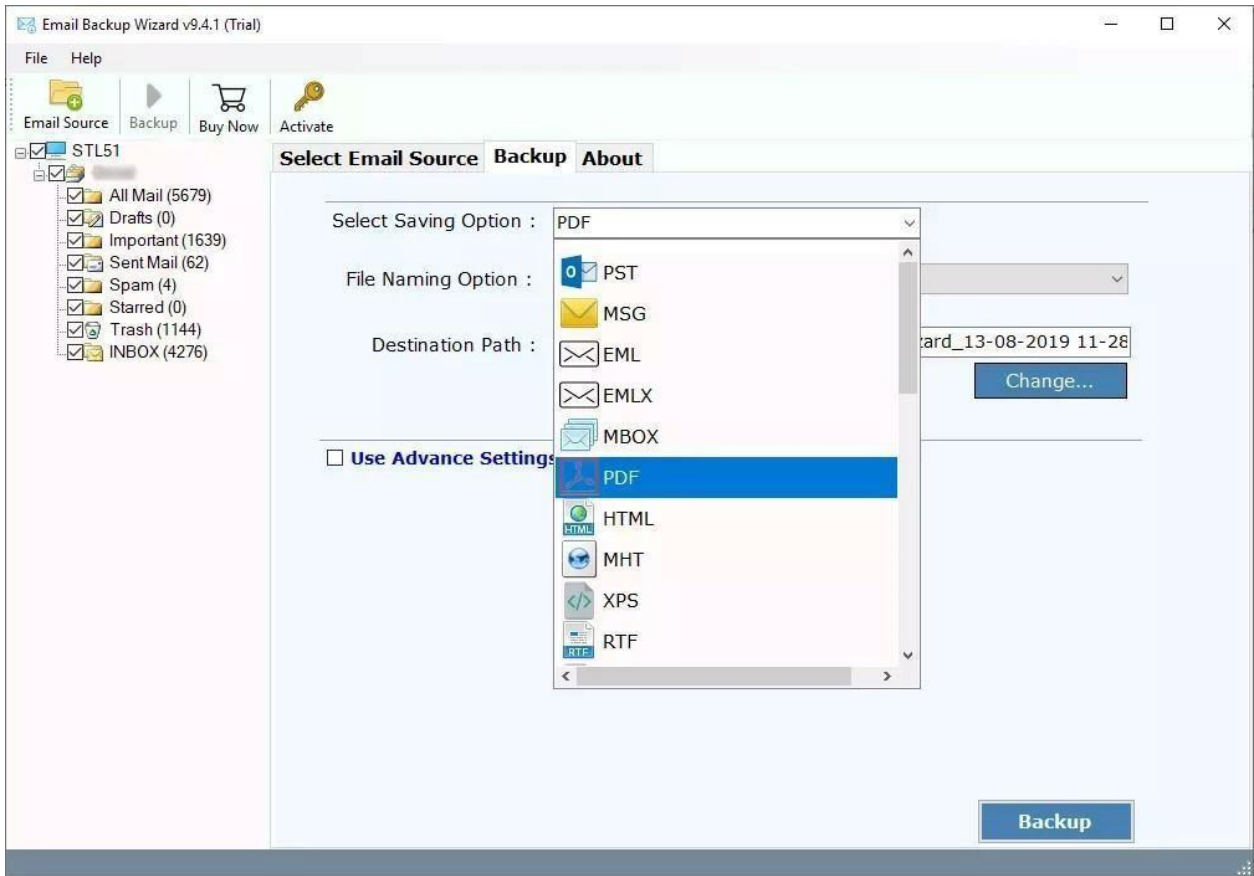 Email Backup Wizard v9.4.1 (Trial)
File Help
Email Source Backup Buy Now Activate
STL51
All Mail (5679)
Drafts (0)
Important (1639)
Sent Mail (62)
Spam (4)
Starred (0)
Trash (1144)
INBOX (4276)
Select Email Source Backup About
Select Saving Option : PDF
File Naming Option :
Destination Path : zard_13-08-2019 11-28
Change...
Use Advance Settings
PST
MSG
EML
EMLX
MBOX
PDF
HTML
HTML
MHT
XPS
RTF
RTF
Backup